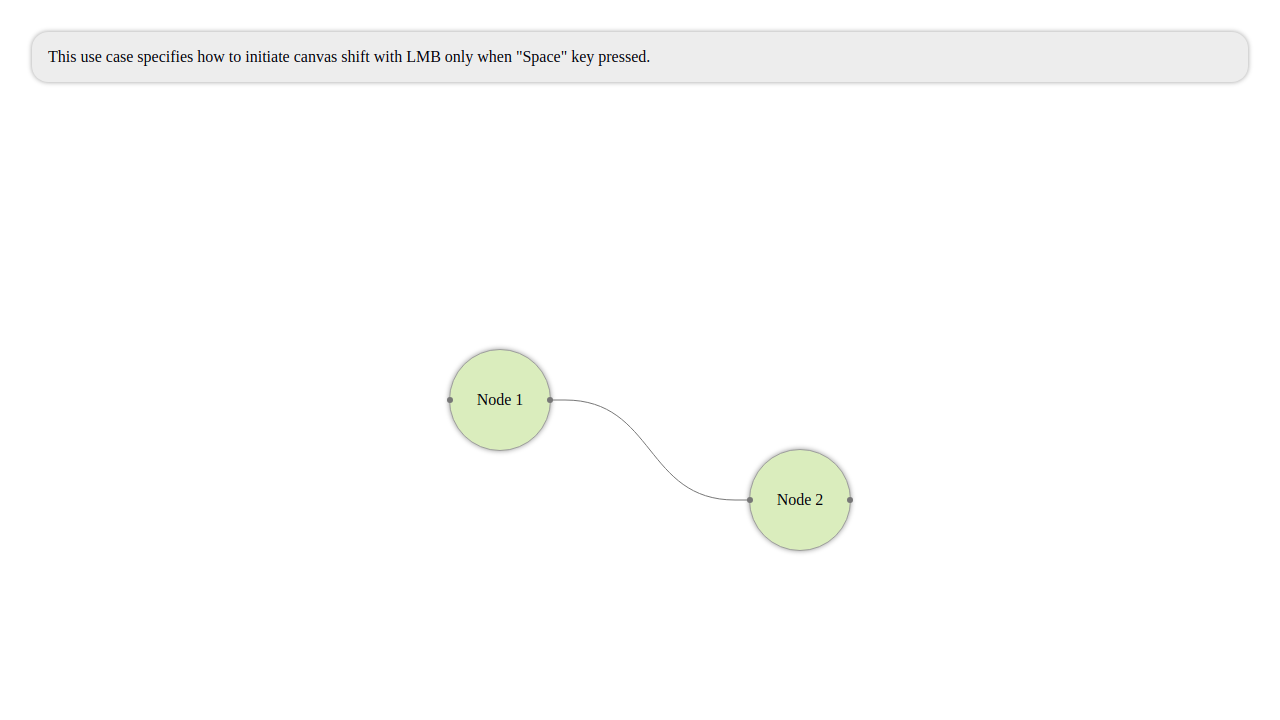 This use case specifies how to initiate canvas shift with LMB only when "Space" key pressed.
Node 1
Node 2